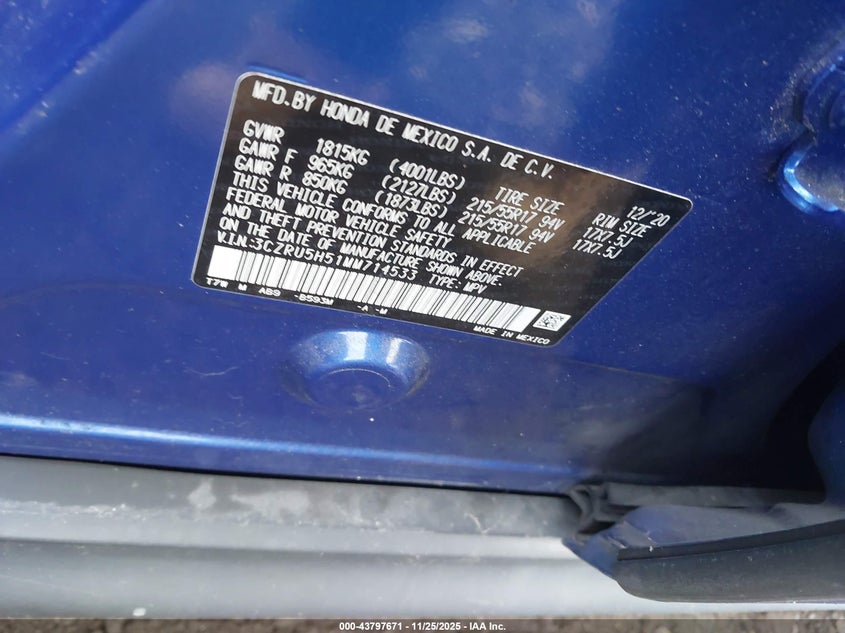 MFD. BY HONDA DE MEXICO S.A. DE C.V.
12/'20
GVWR 1815KG (4001LBS) TIRE SIZE RIM SIZE
GAWR F 965KG (2127LBS) 215/55R17 94V 17X7.5J
GAWR R 850KG (1873LBS) 215/55R17 94V 17X7.5J
THIS VEHICLE CONFORMS TO ALL APPLICABLE
FEDERAL MOTOR VEHICLE SAFETY
AND THEFT PREVENTION STANDARDS IN EFFECT
ON THE DATE OF MANUFACTURE SHOWN ABOVE.
V.I.N.:3CZRU5H51MM714533 TYPE: MPV
T7W M AB9 -B593M -A -M
MADE IN MEXICO
000-43797671 - 11/25/2025 - IAA Inc.